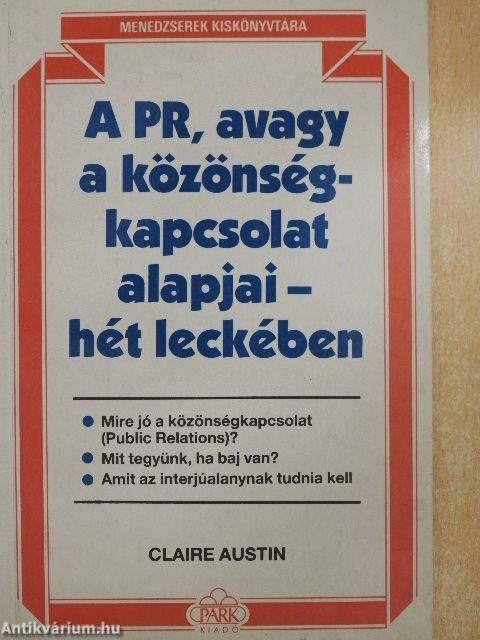 MENEDZSEREK KISKÖNYVTÁRA
A PR, avagy
a közönség-
kapcsolat
alapjai –
hét leckében
● Mire jó a közönségkapcsolat
(Public Relations)?
● Mit tegyünk, ha baj van?
● Amit az interjúalanynak tudnia kell
CLAIRE AUSTIN
PARK
KIADÓ
Antikvárium.hu